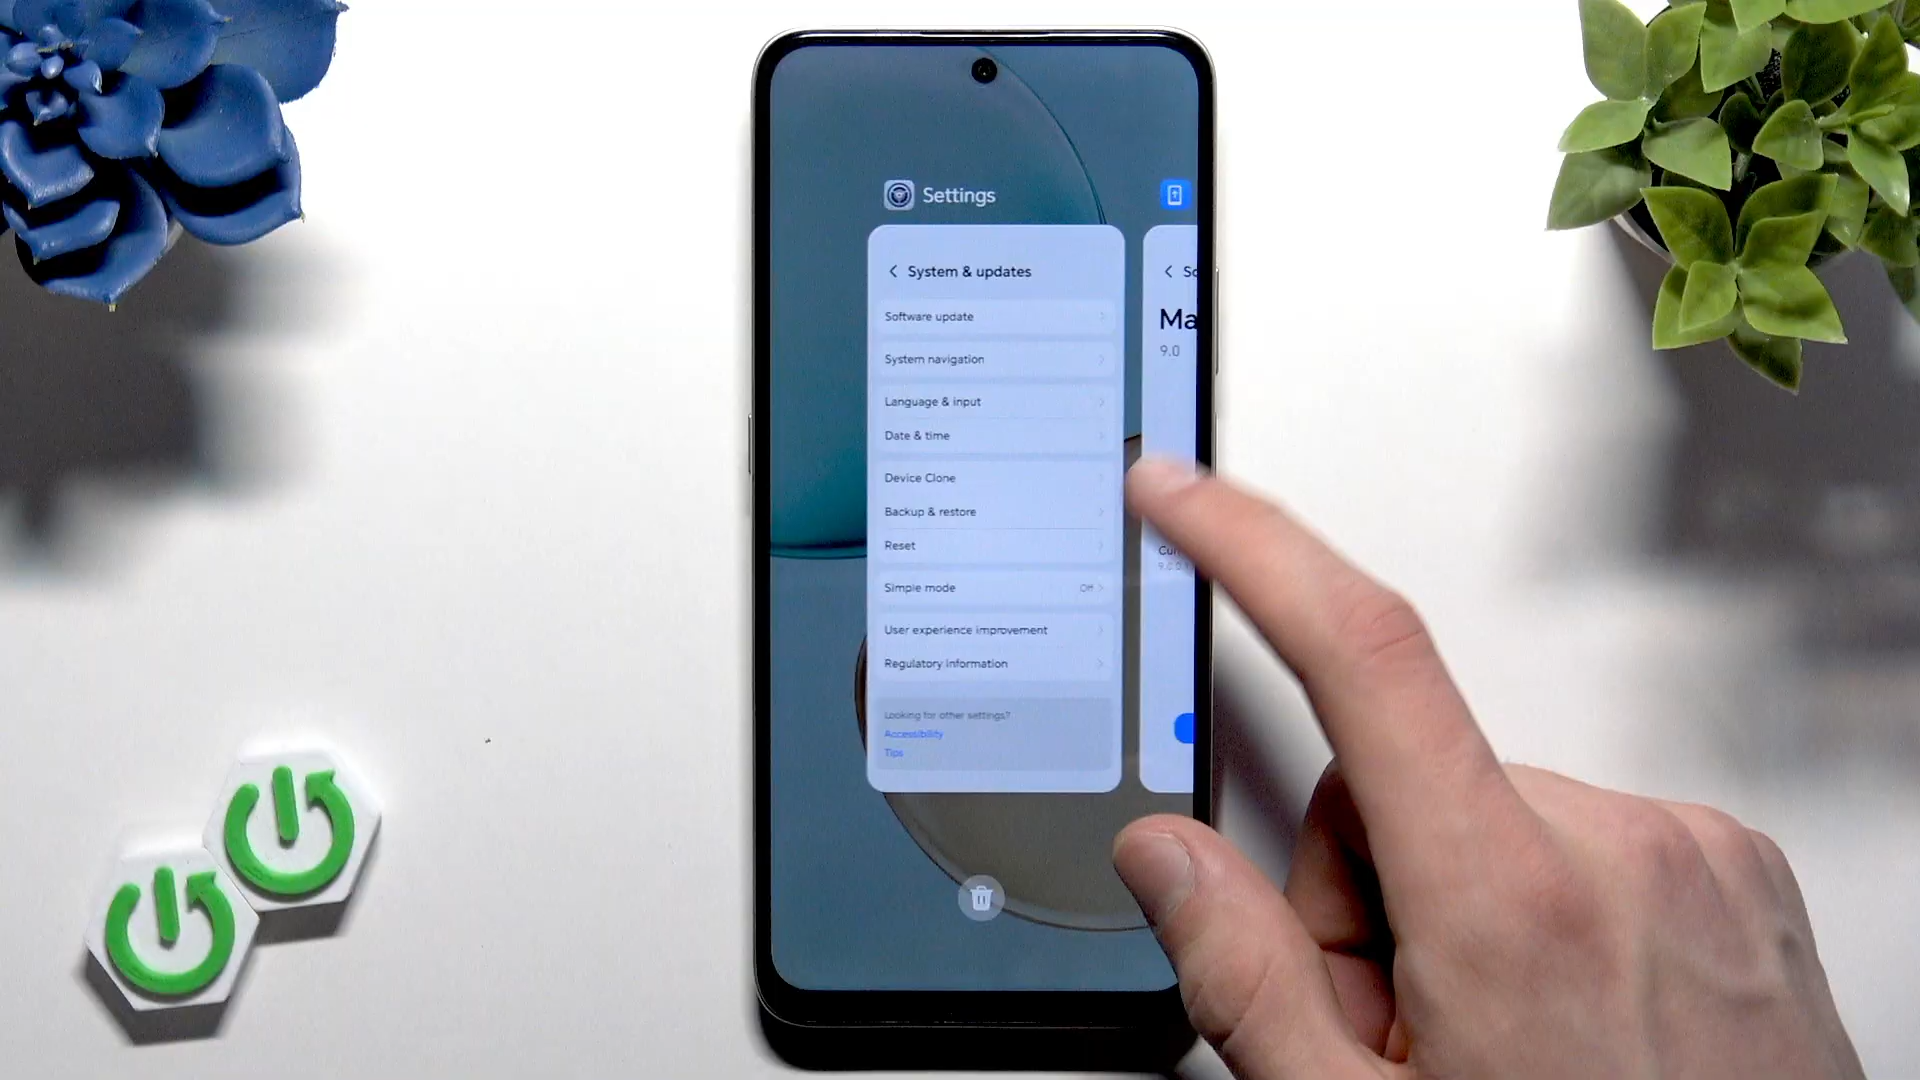 Settings
System & updates
Software update
System navigation
Language & input
Date & time
Device Clone
Backup & restore
Reset
Simple mode Off
User experience improvement
Regulatory information
Looking for other settings?
Accessibility
Tips
9.0